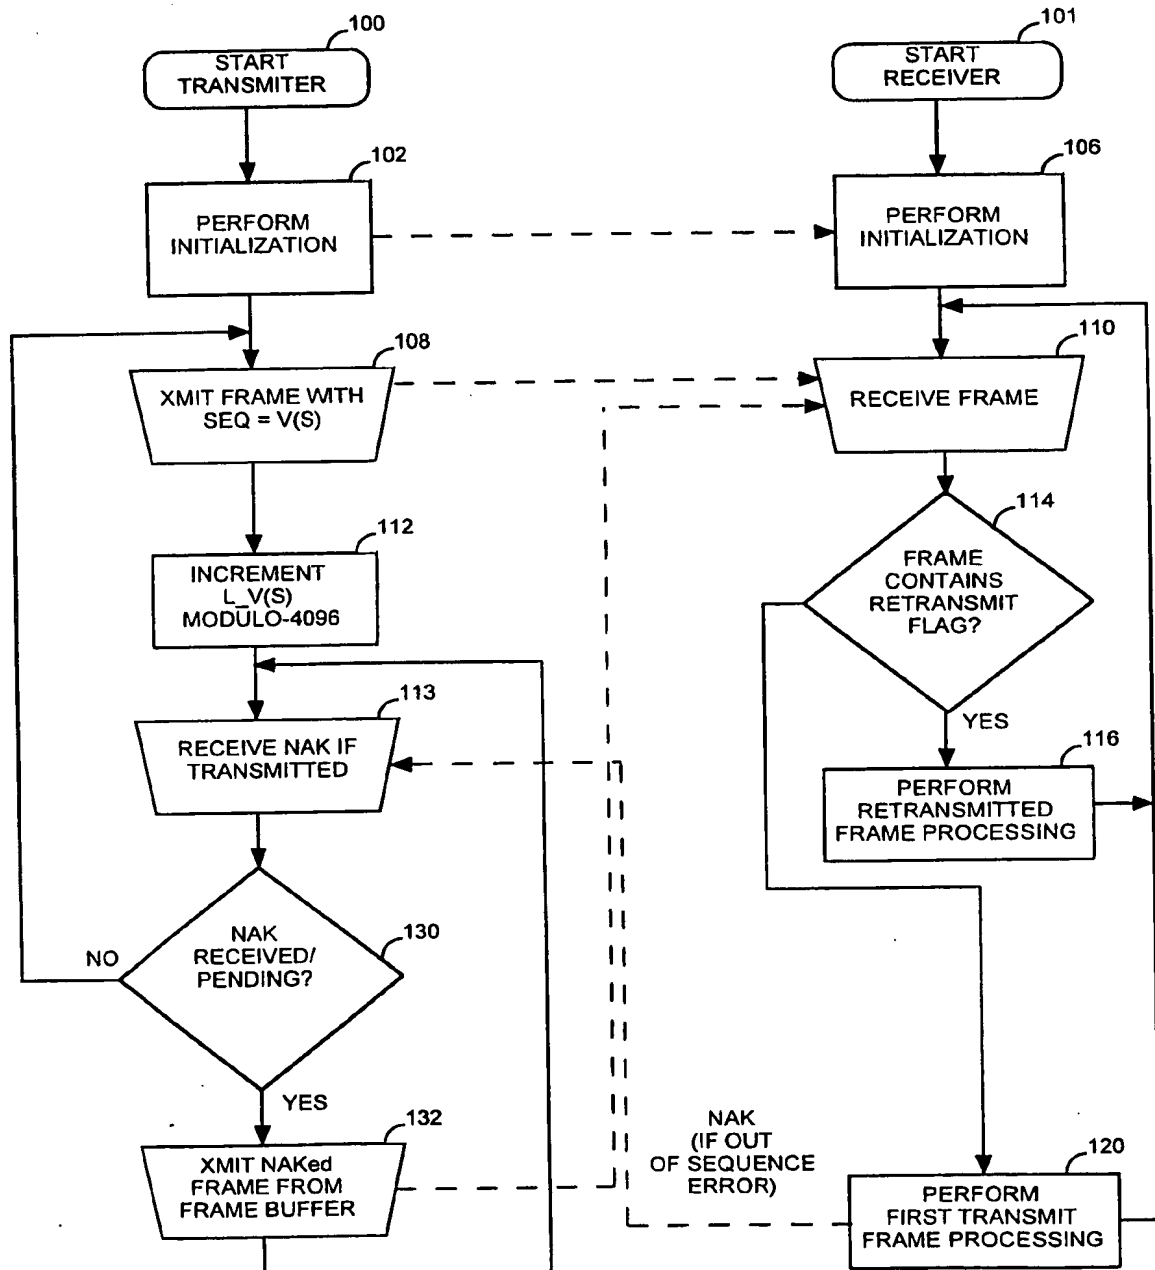 100
START
TRANSMITER
102
PERFORM
INITIALIZATION
108
XMIT FRAME WITH
SEQ = V(S)
112
INCREMENT
L_V(S)
MODULO-4096
113
RECEIVE NAK IF
TRANSMITTED
NAK
RECEIVED/
PENDING?
130
NO
YES
132
XMIT NAKed
FRAME FROM
FRAME BUFFER
101
START
RECEIVER
106
PERFORM
INITIALIZATION
110
RECEIVE FRAME
114
FRAME
CONTAINS
RETRANSMIT
FLAG?
YES
116
PERFORM
RETRANSMITTED
FRAME PROCESSING
NAK
(IF OUT
OF SEQUENCE
ERROR)
120
PERFORM
FIRST TRANSMIT
FRAME PROCESSING